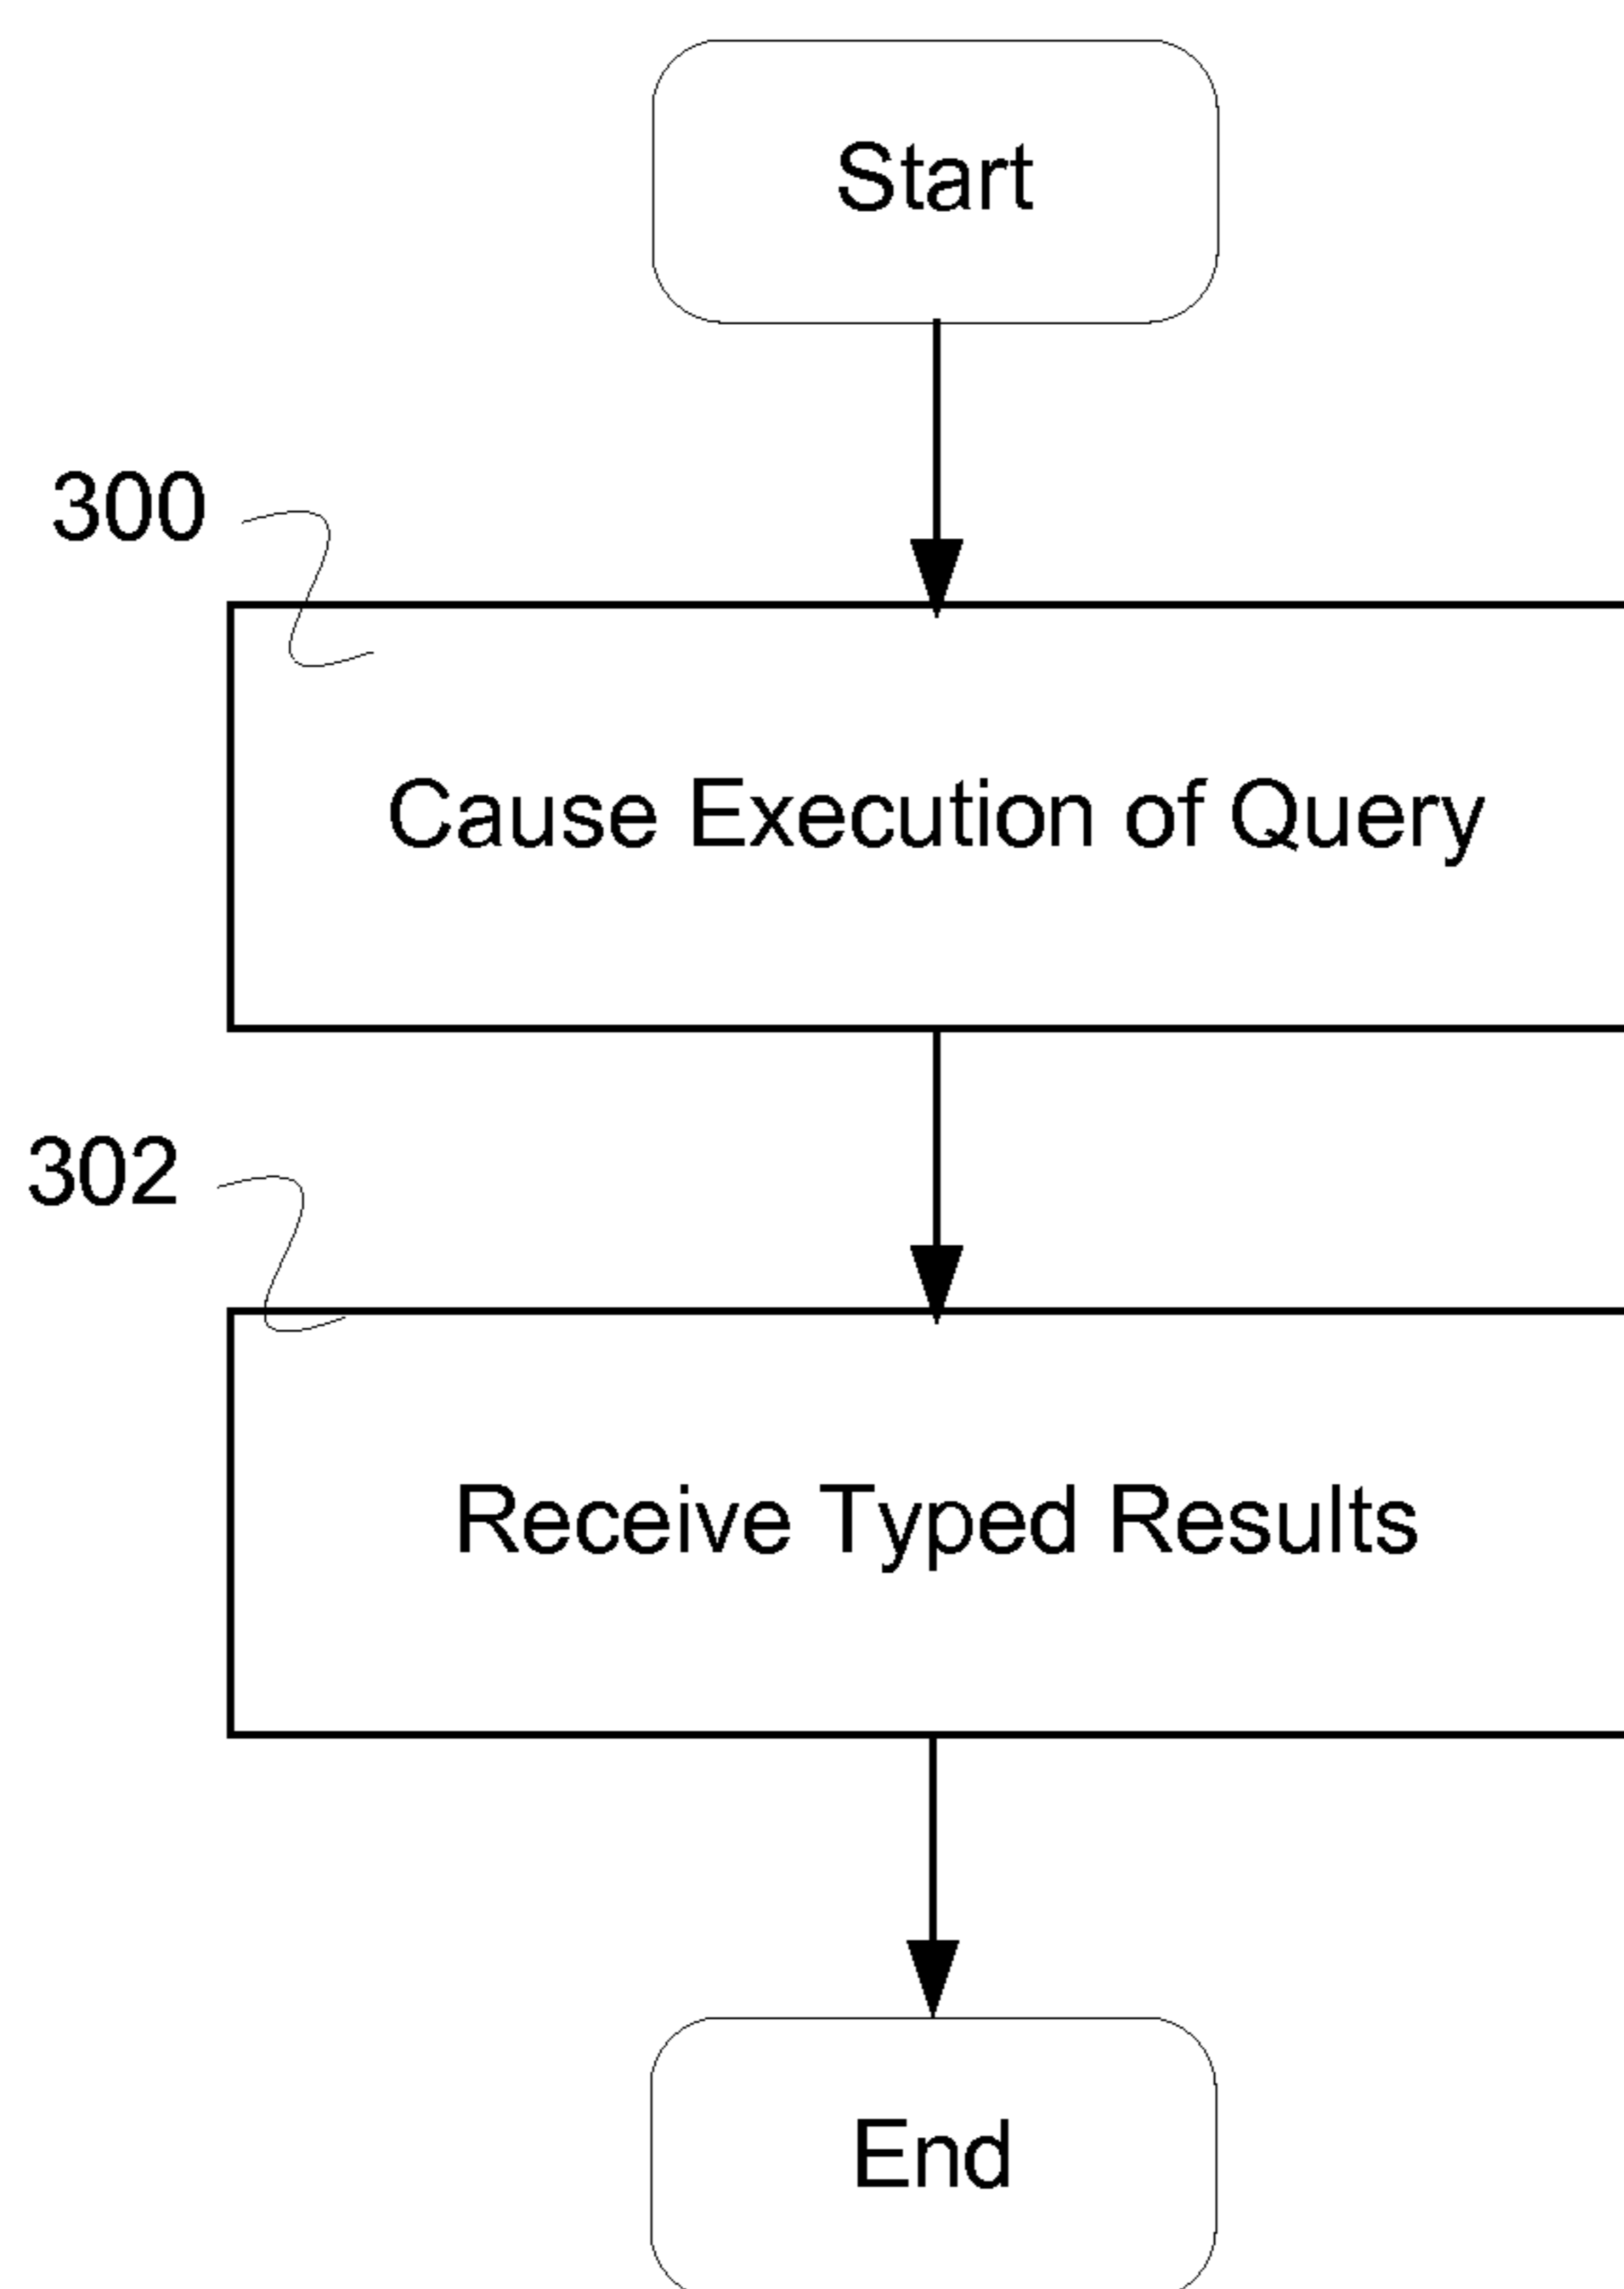 Start
300
Cause Execution of Query
302
Receive Typed Results
End